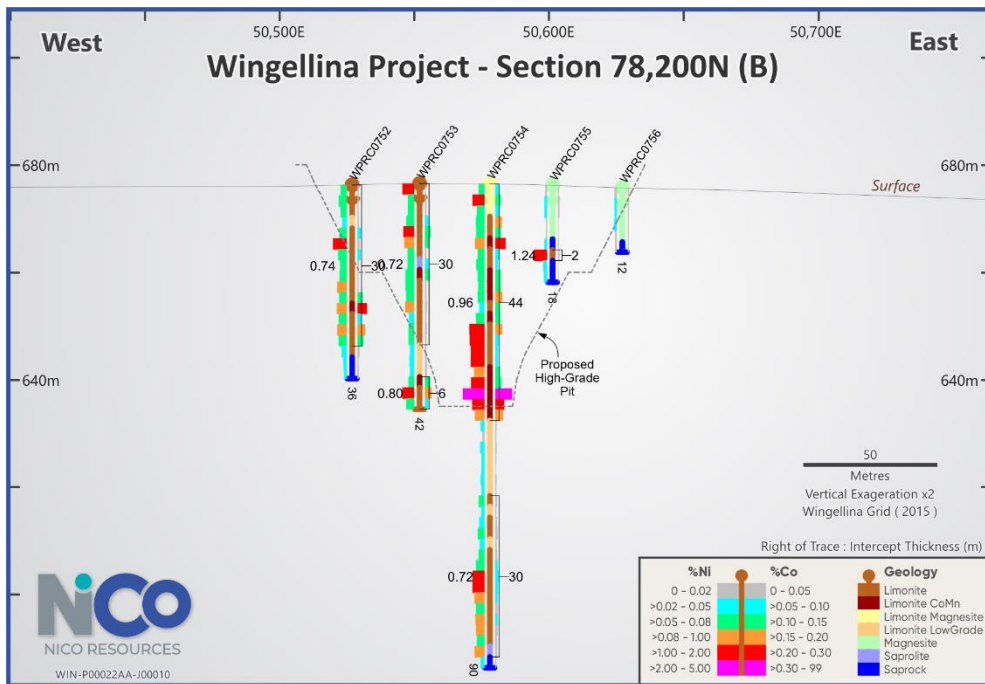 West
50,500E
50,600E
50,700E
East
Wingellina Project - Section 78,200N (B)
WPRC0752
WPRC0753
WPRC0754
WPRC0755
WPRC0756
680m
680m
Surface
0.74
30
0.72
30
0.96
44
1.24
2
12
18
Proposed
High-Grade
Pit
640m
640m
36
0.80
6
42
50
Metres
Vertical Exageration x2
Wingellina Grid ( 2015 )
0.72
30
90
Right of Trace : Intercept Thickness (m)
%Ni %Co Geology
0 - 0.02 0 - 0.05 Limonite
>0.02 - 0.05 >0.05 - 0.10 Limonite CoMn
>0.05 - 0.08 >0.10 - 0.15 Limonite Magnesite
>0.08 - 1.00 >0.15 - 0.20 Limonite LowGrade
>1.00 - 2.00 >0.20 - 0.30 Magnesite
>2.00 - 5.00 >0.30 - 99 Saprolite
Saprock
NiCo
NICO RESOURCES
WIN-P00022AA-J00010